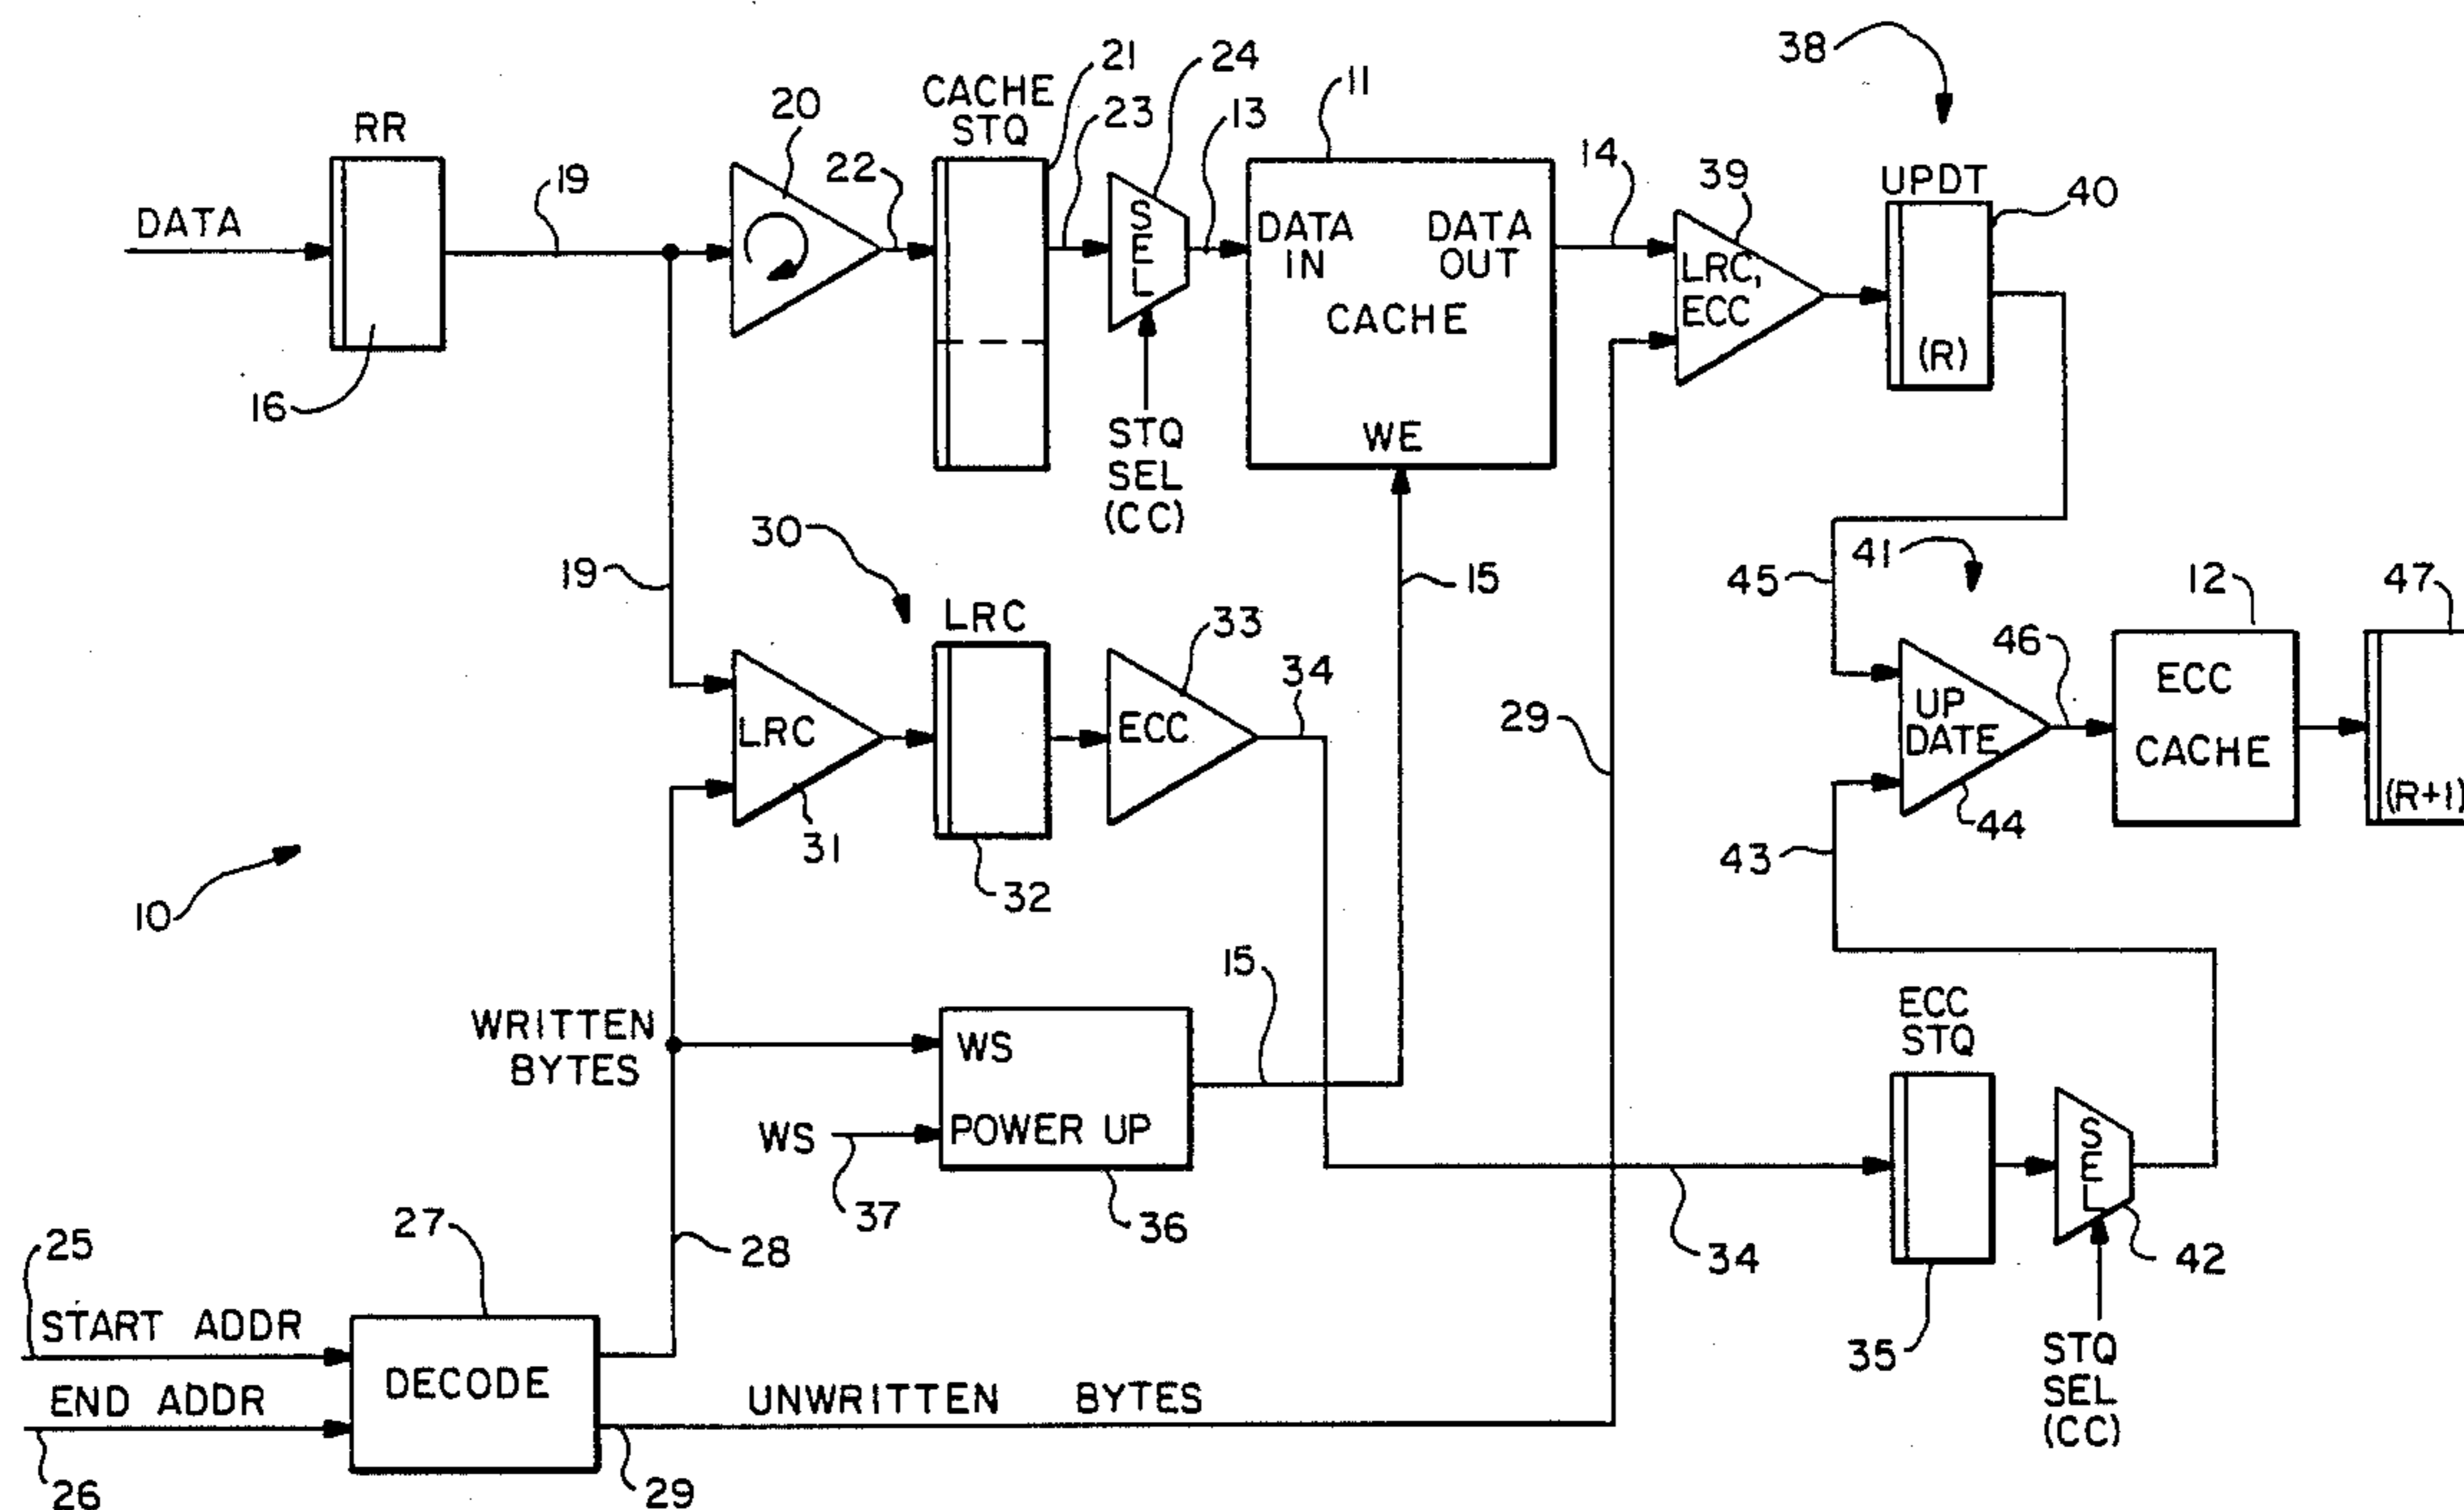 38
21
24
CACHE
STQ
23
13
11
RR
20
22
14
39
UPDT
40
19
DATA
SEL
DATA
IN
DATA
OUT
CACHE
LRC,
ECC
(R)
16
STQ
SEL
(CC)
WE
30
41
45
12
47
19
LRC
33
15
46
34
LRC
ECC
29
UP
DATE
ECC
CACHE
(R+1)
31
32
43
44
10
15
WRITTEN
BYTES
WS
ECC
STQ
WS
POWER UP
SEL
37
36
34
42
25
27
28
35
START ADDR
DECODE
STQ
SEL
(CC)
END ADDR
UNWRITTEN BYTES
26
29